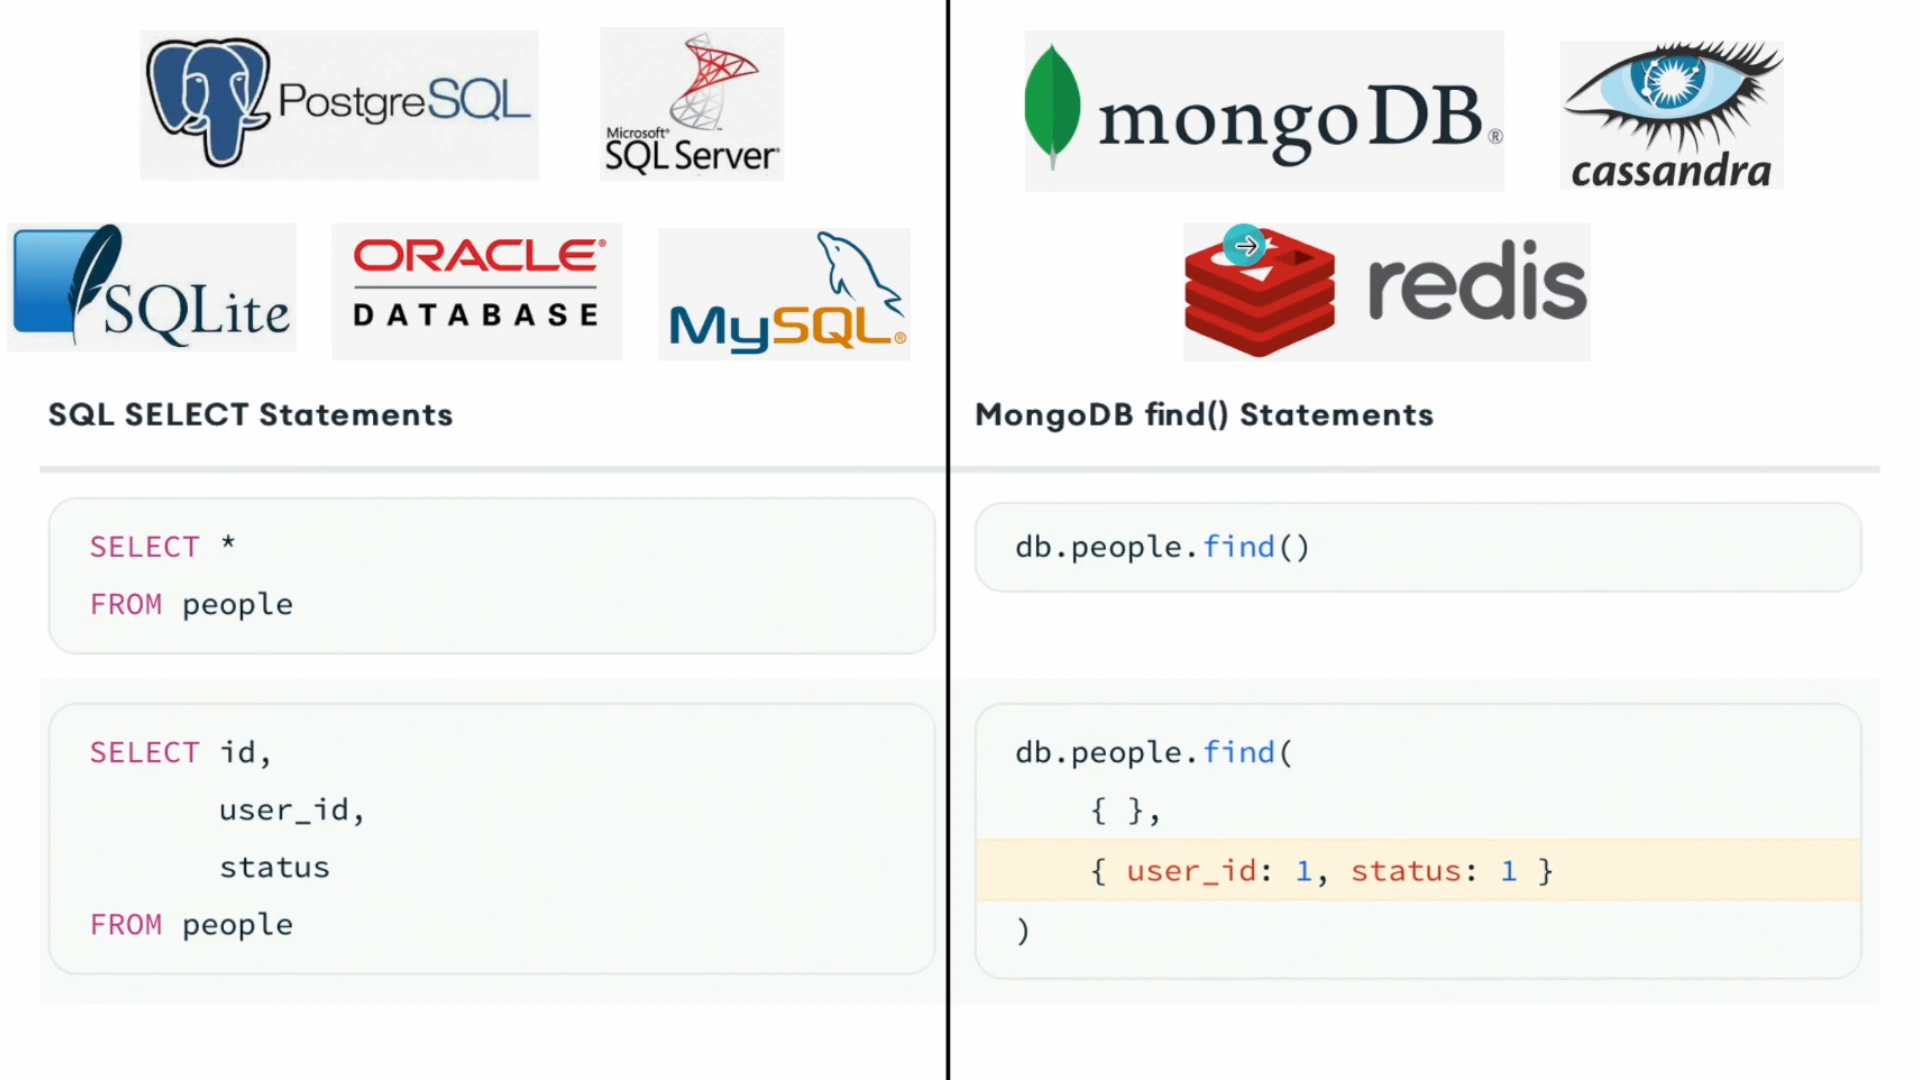 PostgreSQL
Microsoft®
SQL Server®
SQLite
ORACLE®
DATABASE
MySQL®
SQL SELECT Statements
SELECT *
FROM people
SELECT id,
user_id,
status
FROM people
mongoDB®
cassandra
redis
MongoDB find() Statements
db.people.find()
db.people.find(
{ },
{ user_id: 1, status: 1 }
)